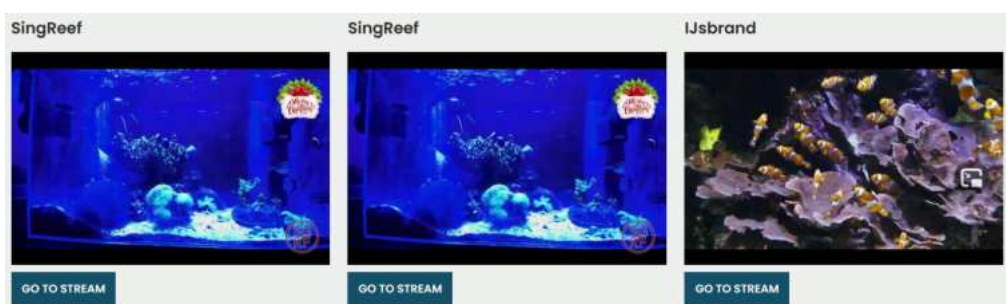 SingReef
SingReef
IJsbrand
GO TO STREAM
GO TO STREAM
GO TO STREAM